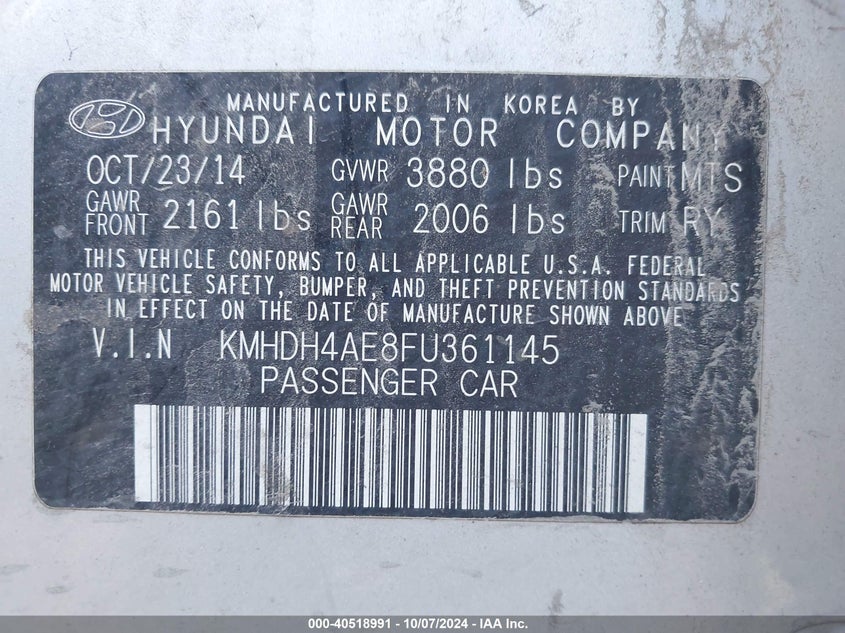 MANUFACTURED IN KOREA BY
HYUNDAI MOTOR COMPANY
OCT/23/14 GVWR 3880 lbs PAINT MTS
GAWR FRONT 2161 lbs GAWR REAR 2006 lbs TRIM RY
THIS VEHICLE CONFORMS TO ALL APPLICABLE U.S.A. FEDERAL
MOTOR VEHICLE SAFETY, BUMPER, AND THEFT PREVENTION STANDARDS
IN EFFECT ON THE DATE OF MANUFACTURE SHOWN ABOVE
V.I.N KMHDH4AE8FU361145
PASSENGER CAR
000-40518991 - 10/07/2024 - IAA Inc.